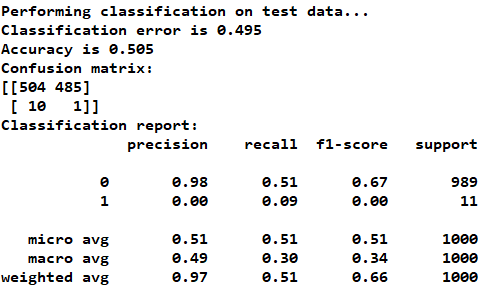 Performing classification on test data...
Classification error is 0.495
Accuracy is 0.505
Confusion matrix:
[[504 485]
 [ 10   1]]
Classification report:
              precision    recall  f1-score   support

           0       0.98      0.51      0.67       989
           1       0.00      0.09      0.00        11

   micro avg       0.51      0.51      0.51      1000
   macro avg       0.49      0.30      0.34      1000
weighted avg       0.97      0.51      0.66      1000